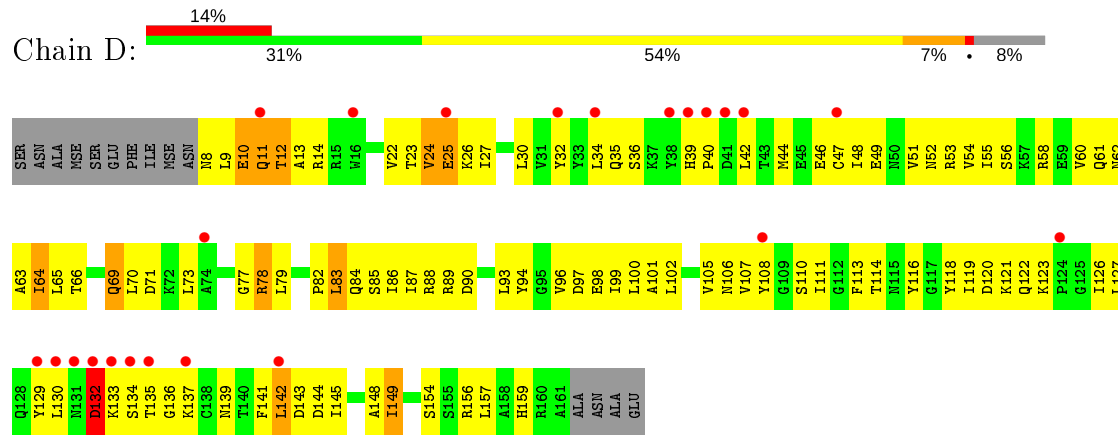 14%
Chain D:
31% 54% 7% • 8%
SER ASN ALA MSE SER GLU PHE ILE MSE ASN N8 L9 E10 Q11 T12 A13 R14 R15 W16 V22 T23 V24 E25 K26 I27 L30 V31 Y32 Y33 L34 Q35 S36 K37 Y38 H39 P40 D41 L42 T43 M44 E45 E46 C47 I48 E49 N50 V51 N52 R53 V54 I55 S56 K57 R58 E59 V60 Q61 N62
A63 I64 L65 T66 Q69 L70 D71 K72 L73 A74 G77 R78 L79 P82 L83 Q84 S85 I86 I87 R88 R89 D90 L93 Y94 G95 V96 D97 E98 I99 L100 A101 L102 V105 N106 V107 Y108 G109 S110 I111 G112 F113 T114 N115 Y116 G117 Y118 I119 D120 K121 Q122 K123 P124 G125 I126 L127
Q128 Y129 L130 N131 D132 K133 S134 T135 G136 K137 C138 N139 T140 F141 L142 D143 D144 I145 A148 I149 S154 S155 R156 L157 A158 H159 R160 A161 ALA ASN ALA GLU